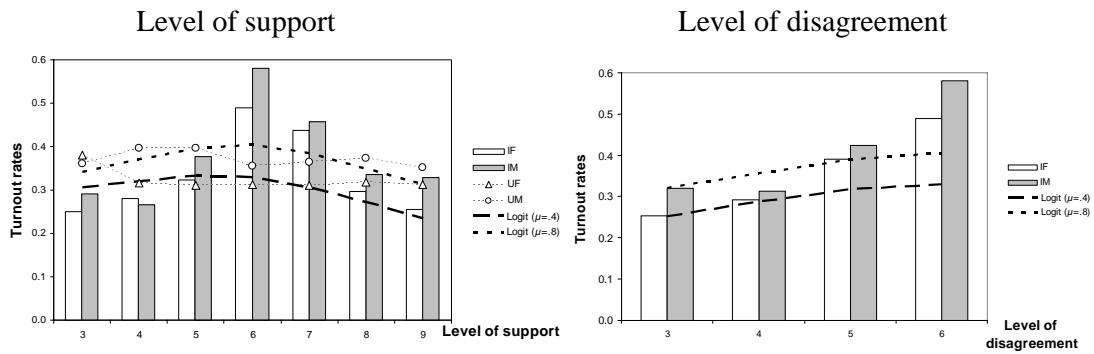 Level of support
Level of disagreement
Turnout rates
0.6
0.5
0.4
0.3
0.2
0.1
0.0
3 4 5 6 7 8 9
Level of support
IF
IM
UF
UM
Logit (μ=.4)
Logit (μ=.8)
Turnout rates
0.6
0.5
0.4
0.3
0.2
0.1
0.0
3 4 5 6
Level of
disagreement
IF
IM
Logit (μ=.4)
Logit (μ=.8)